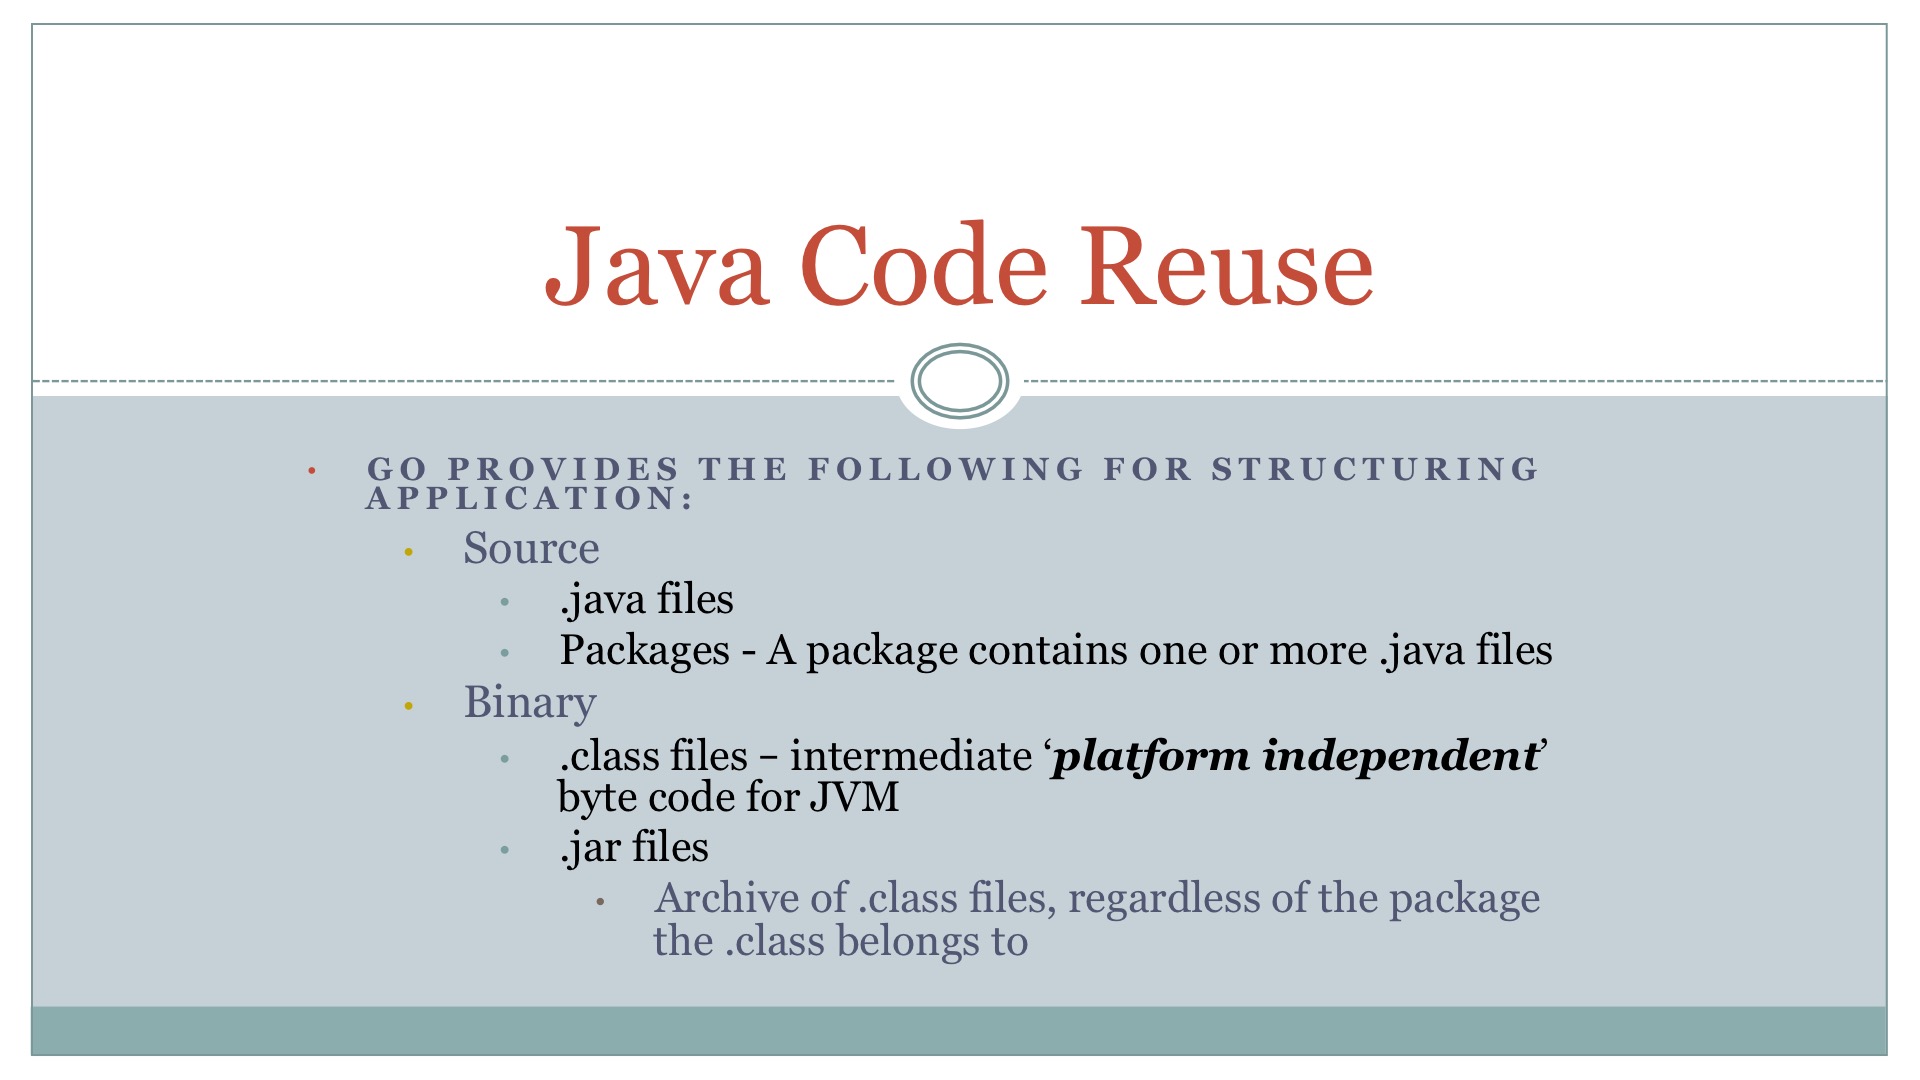 Java Code Reuse
• GO PROVIDES THE FOLLOWING FOR STRUCTURING
APPLICATION:
• Source
• .java files
• Packages - A package contains one or more .java files
• Binary
• .class files – intermediate ‘platform independent’
byte code for JVM
• .jar files
• Archive of .class files, regardless of the package
the .class belongs to